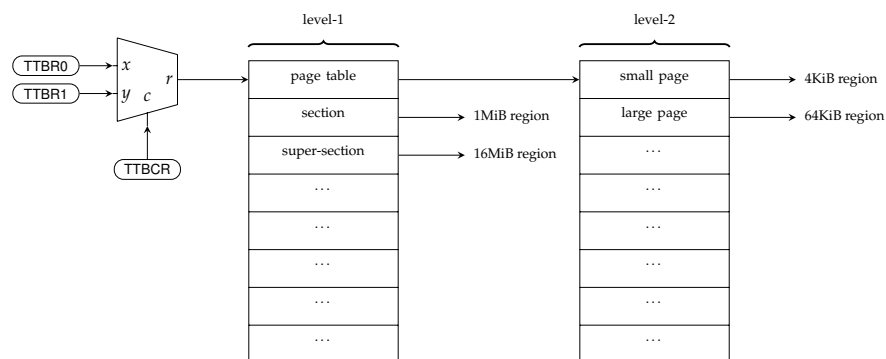 level-1
level-2
TTBR0
TTBR1
x
y
c
r
TTBCR
page table
section
super-section
...
...
...
...
...
1MiB region
16MiB region
small page
large page
...
...
...
...
...
...
4KiB region
64KiB region